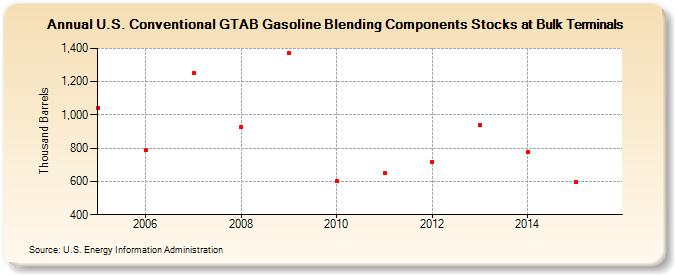 Annual U.S. Conventional GTAB Gasoline Blending Components Stocks at Bulk Terminals
Thousand Barrels
1,400
1,200
1,000
800
600
400
2006 2008 2010 2012 2014
Source: U.S. Energy Information Administration